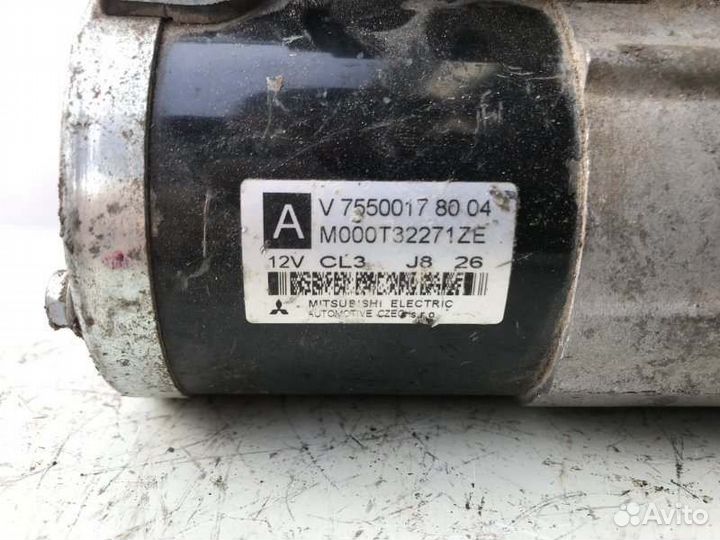 A
V 7550017 80 04
M000T32271ZE
12V CL3 J8 26
MITSUBISHI ELECTRIC
AUTOMOTIVE CZECH s.r.o
Avito